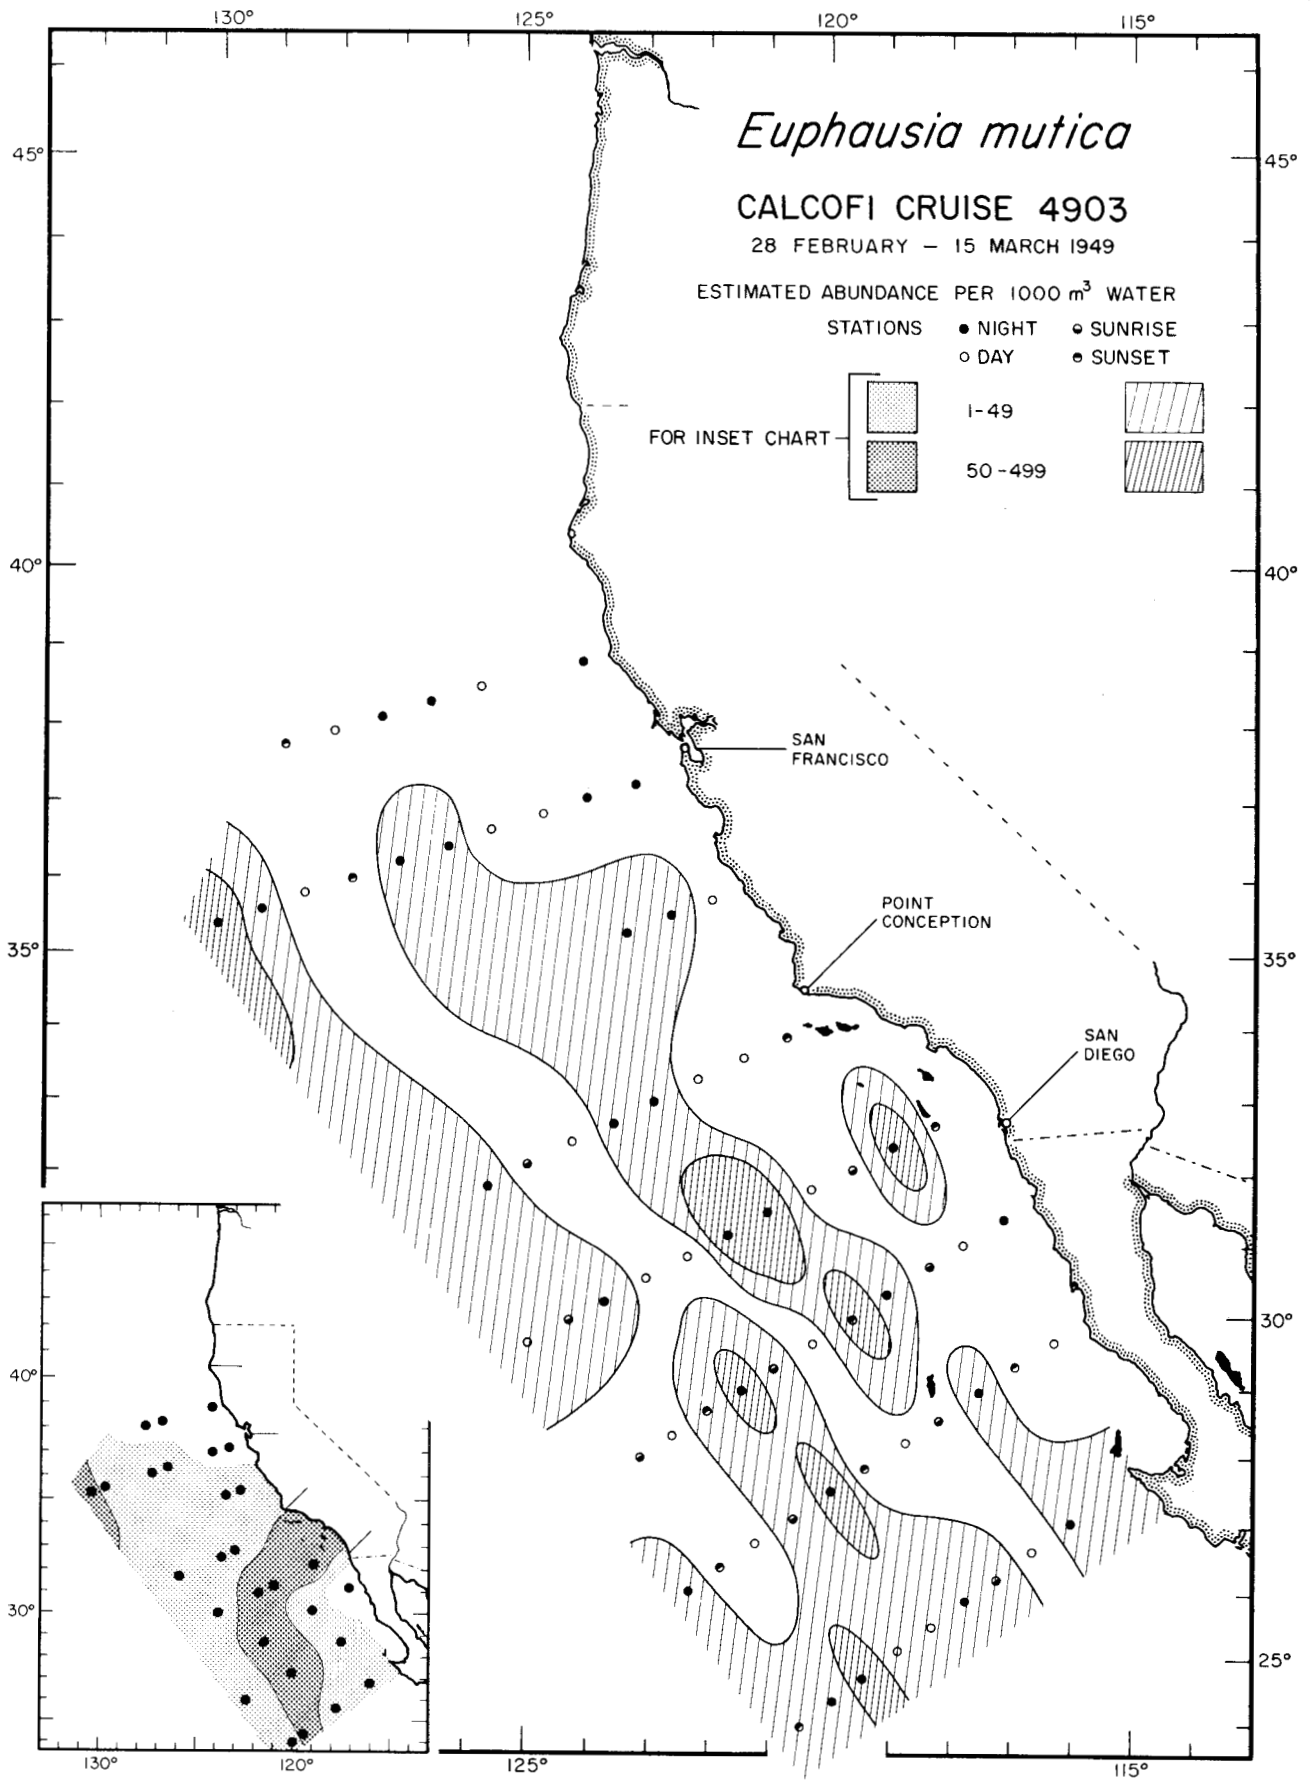 130° 125° 120° 115°
Euphausia mutica
CALCOFI CRUISE 4903
28 FEBRUARY – 15 MARCH 1949
ESTIMATED ABUNDANCE PER 1000 m³ WATER
STATIONS ● NIGHT SUNRISE
○ DAY SUNSET
1-49
FOR INSET CHART
50-499
45° 45°
40° 40°
SAN
FRANCISCO
POINT
CONCEPTION
35° 35°
SAN
DIEGO
30°
40°
30°
25°
130° 120° 125° 115°